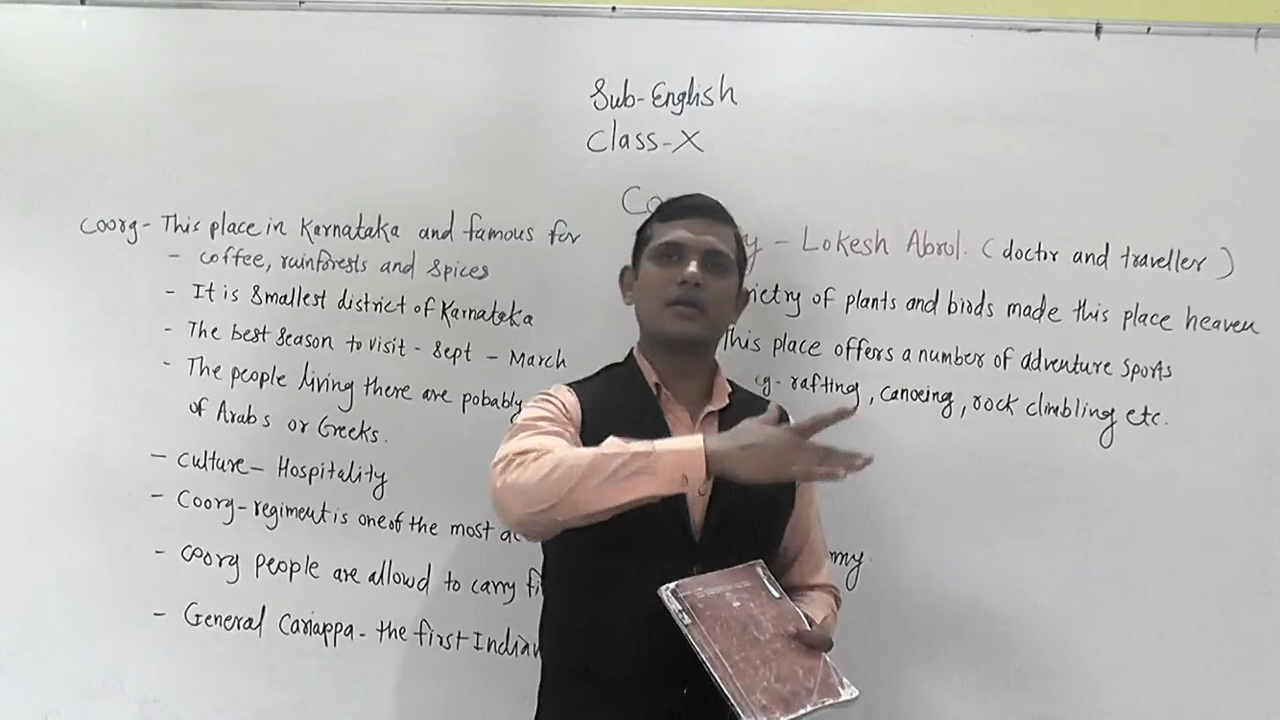 Sub-English
Class-X
Lokesh Abrol. (doctor and traveller)
Coorg- This place in Karnataka and famous for
- coffee, rainforests and spices
- It is smallest district of Karnataka
- The best season to visit - Sept - March
- The people living there are pobably
of Arabs or Greeks.
- culture- Hospitality
- Coorg-regiment is one of the most
- Coorg people are allowd to carry
- General Cariappa- the first Indian
of plants and birds made this place heaven
This place offers a number of adventure sports
rafting, canoeing, rock climbling etc.